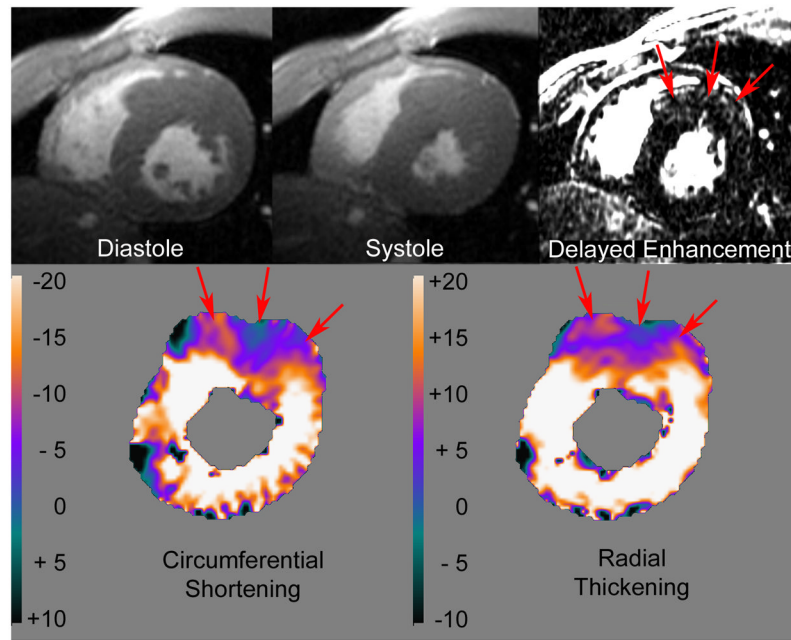 Diastole
Systole
Delayed Enhancement
-20
-15
-10
- 5
0
+ 5
+10
Circumferential
Shortening
+20
+15
+10
+ 5
0
- 5
-10
Radial
Thickening